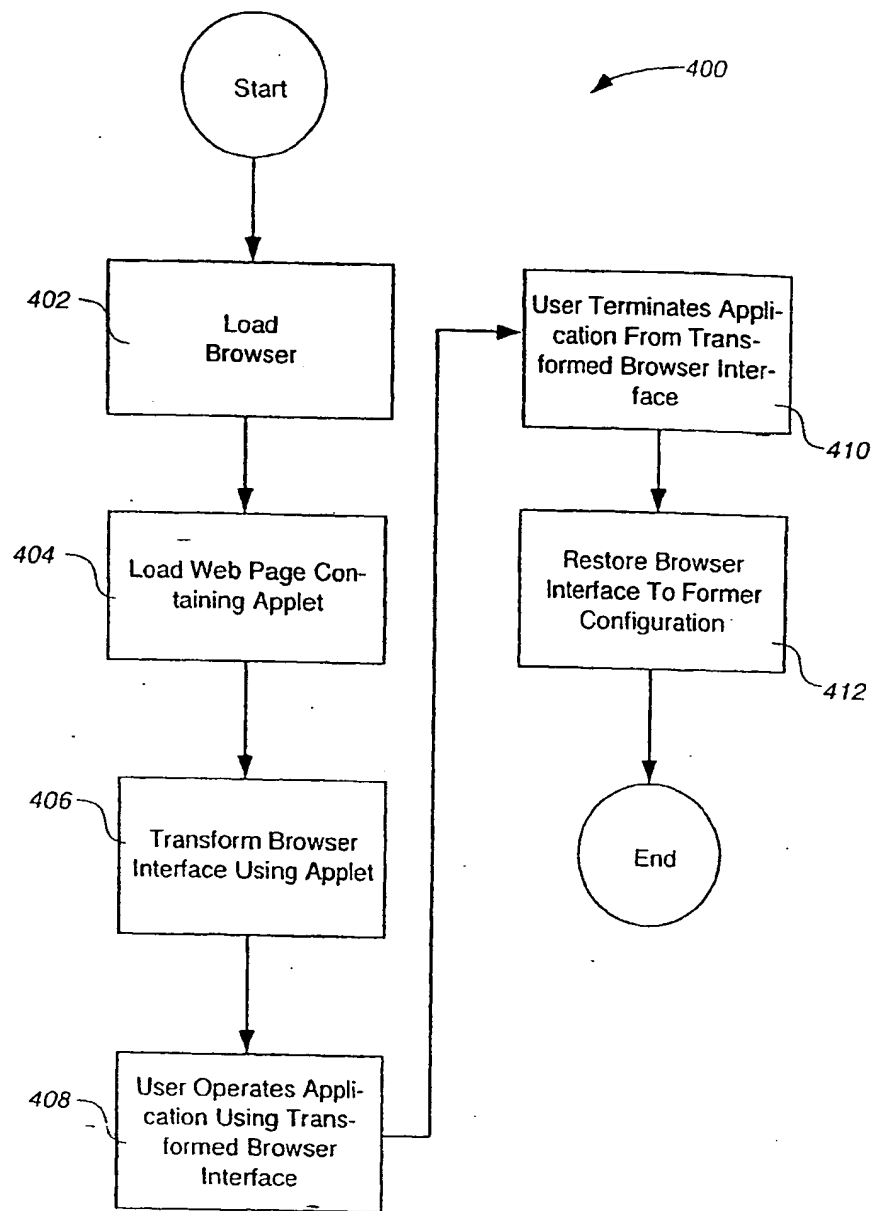 Start
400
402
Load
Browser
404
Load Web Page Con-
taining Applet
406
Transform Browser
Interface Using Applet
408
User Operates Appli-
cation Using Trans-
formed Browser
Interface
User Terminates Appli-
cation From Trans-
formed Browser Inter-
face
410
Restore Browser
Interface To Former
Configuration
412
End